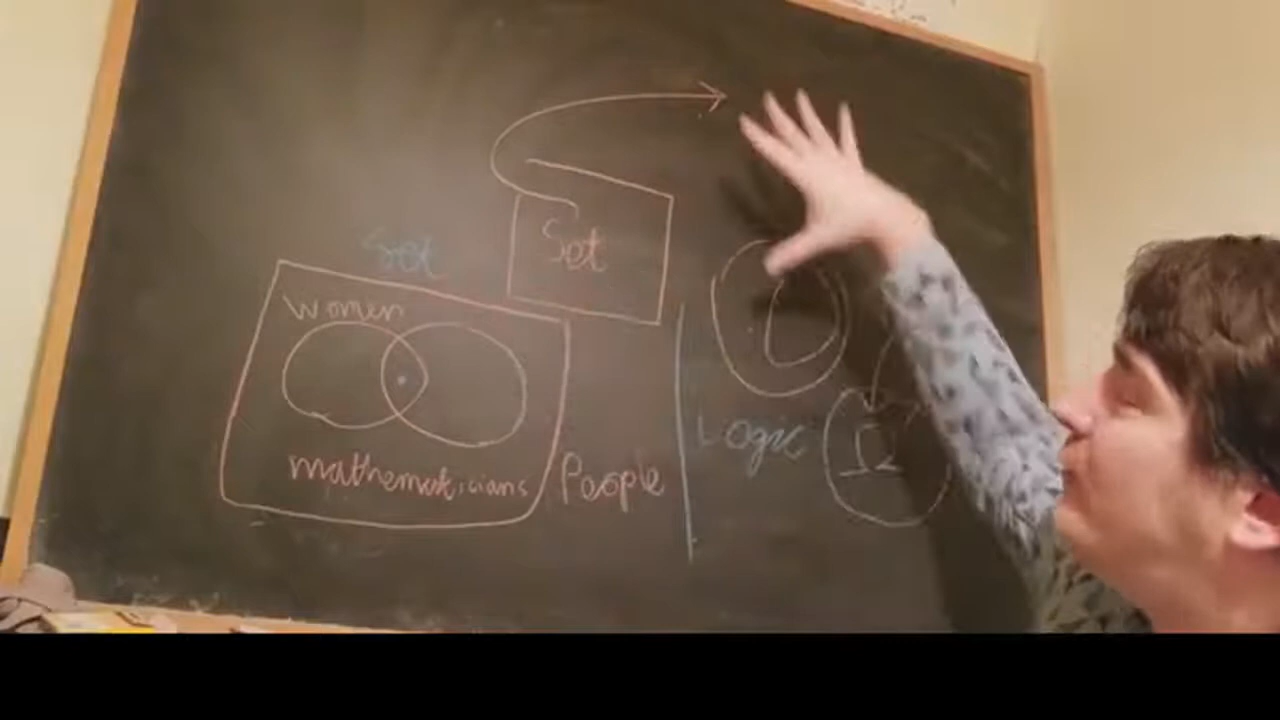 Set
Set
women
mathematicians
People
Logic
Ω